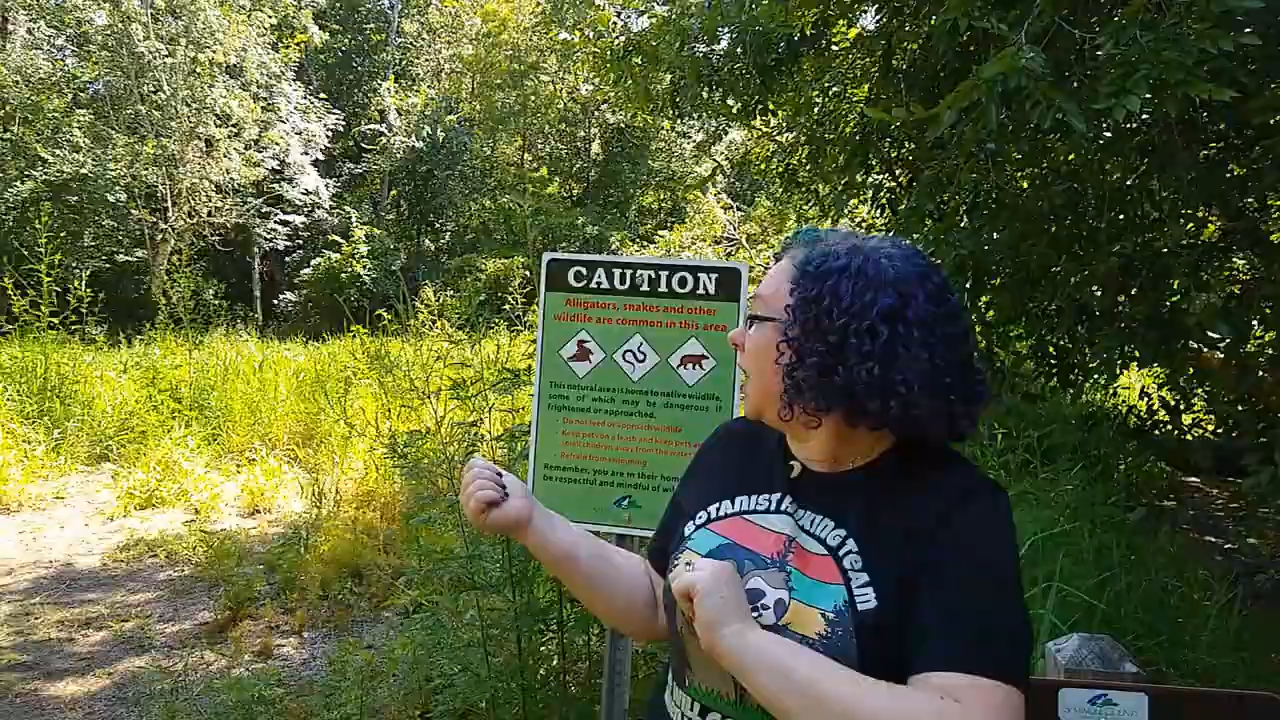 CAUTION
Alligators, snakes and other
wildlife are common in this area
This natural area is home to native wildlife,
some of which may be dangerous if
frightened or approached.
• Do not feed or approach wildlife
• Keep pet on a leash and keep pets
small children away from the water
• Refrain from swimming
Remember, you are in their
be respectful and mindful of
BOTANIST HIKING TEAM
WILL